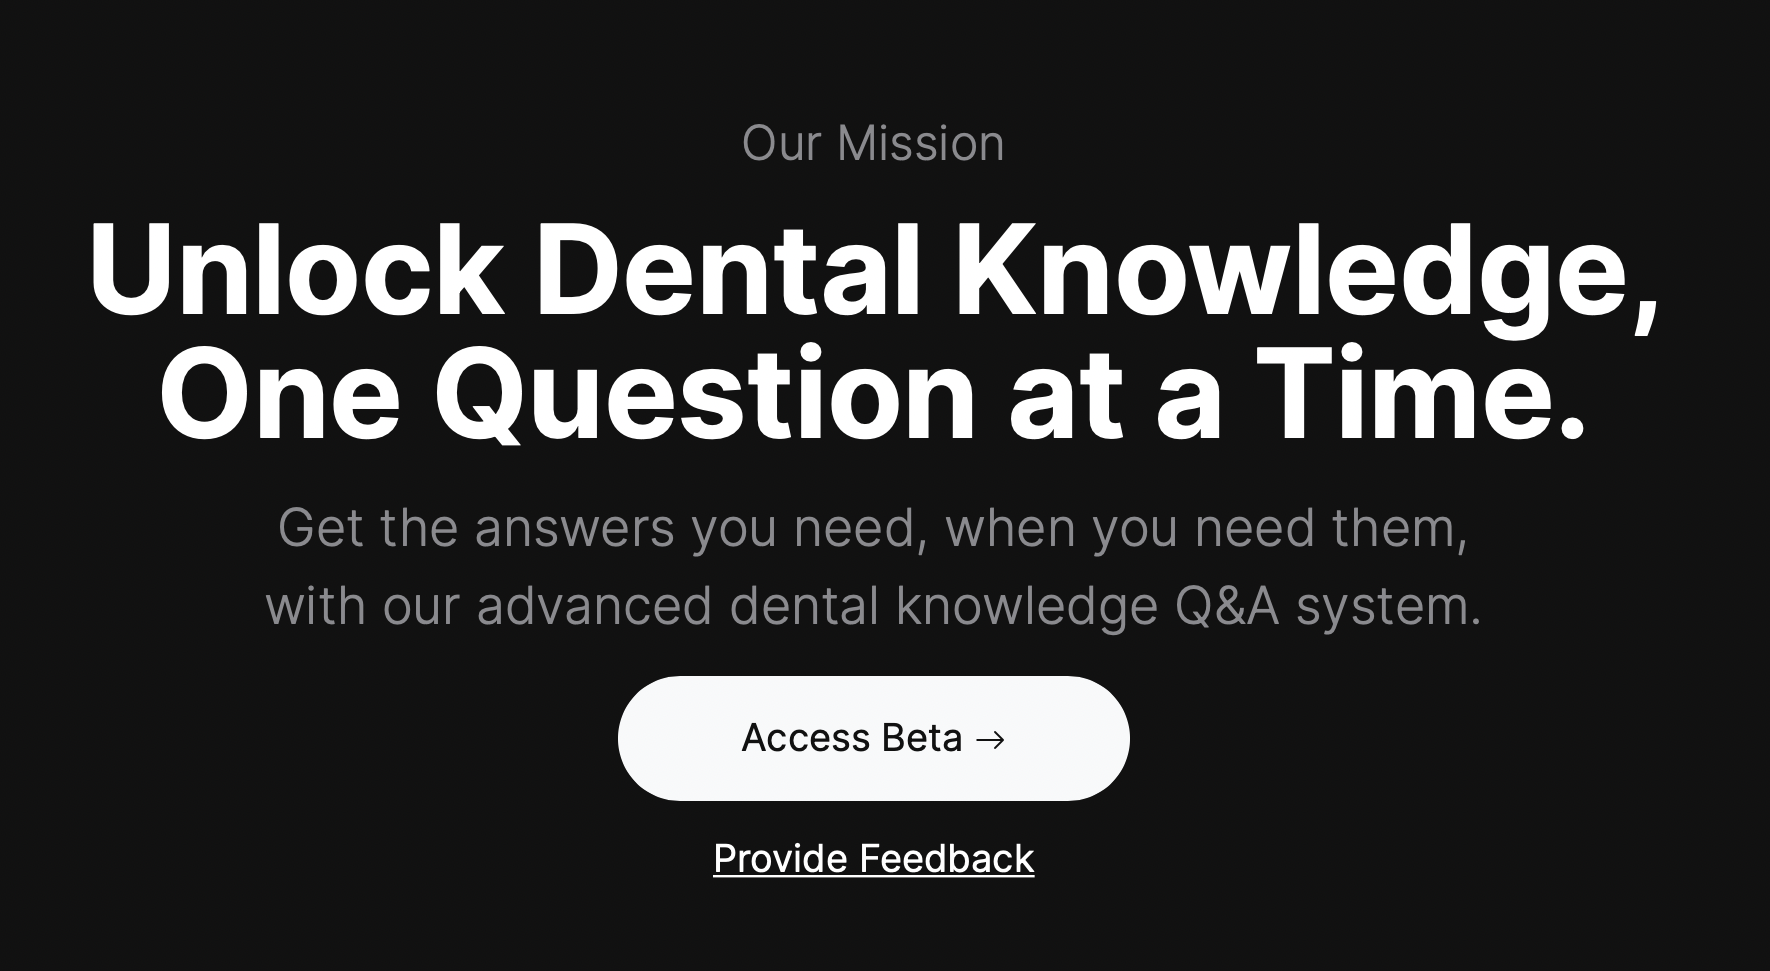 Our Mission
Unlock Dental Knowledge,
One Question at a Time.
Get the answers you need, when you need them,
with our advanced dental knowledge Q&A system.
Access Beta →
Provide Feedback